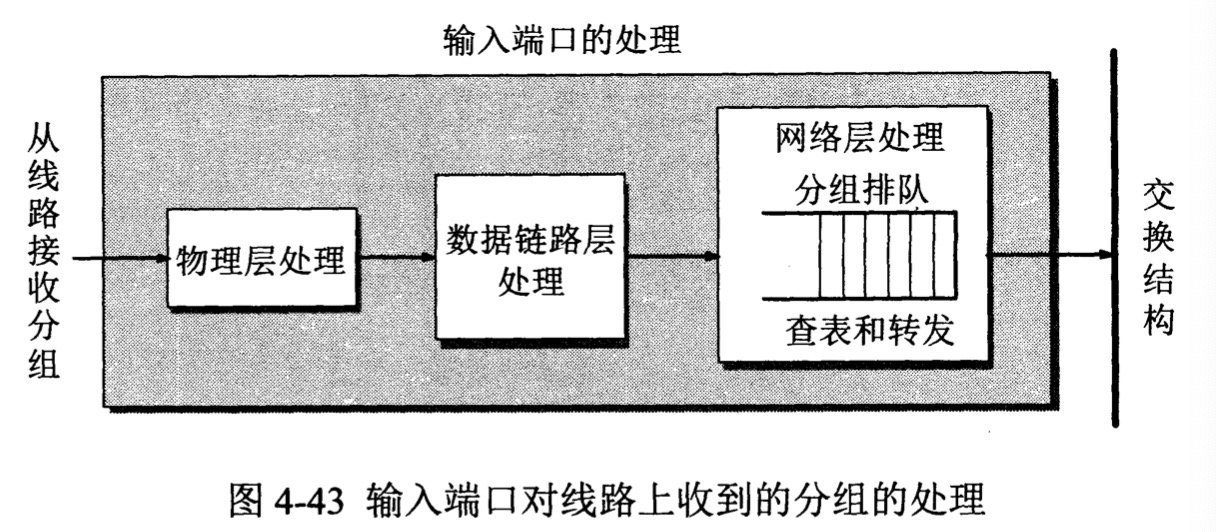 输入端口的处理
从线路接收分组
物理层处理
数据链路层
处理
网络层处理
分组排队
查表和转发
交换结构
图 4-43 输入端口对线路上收到的分组的处理